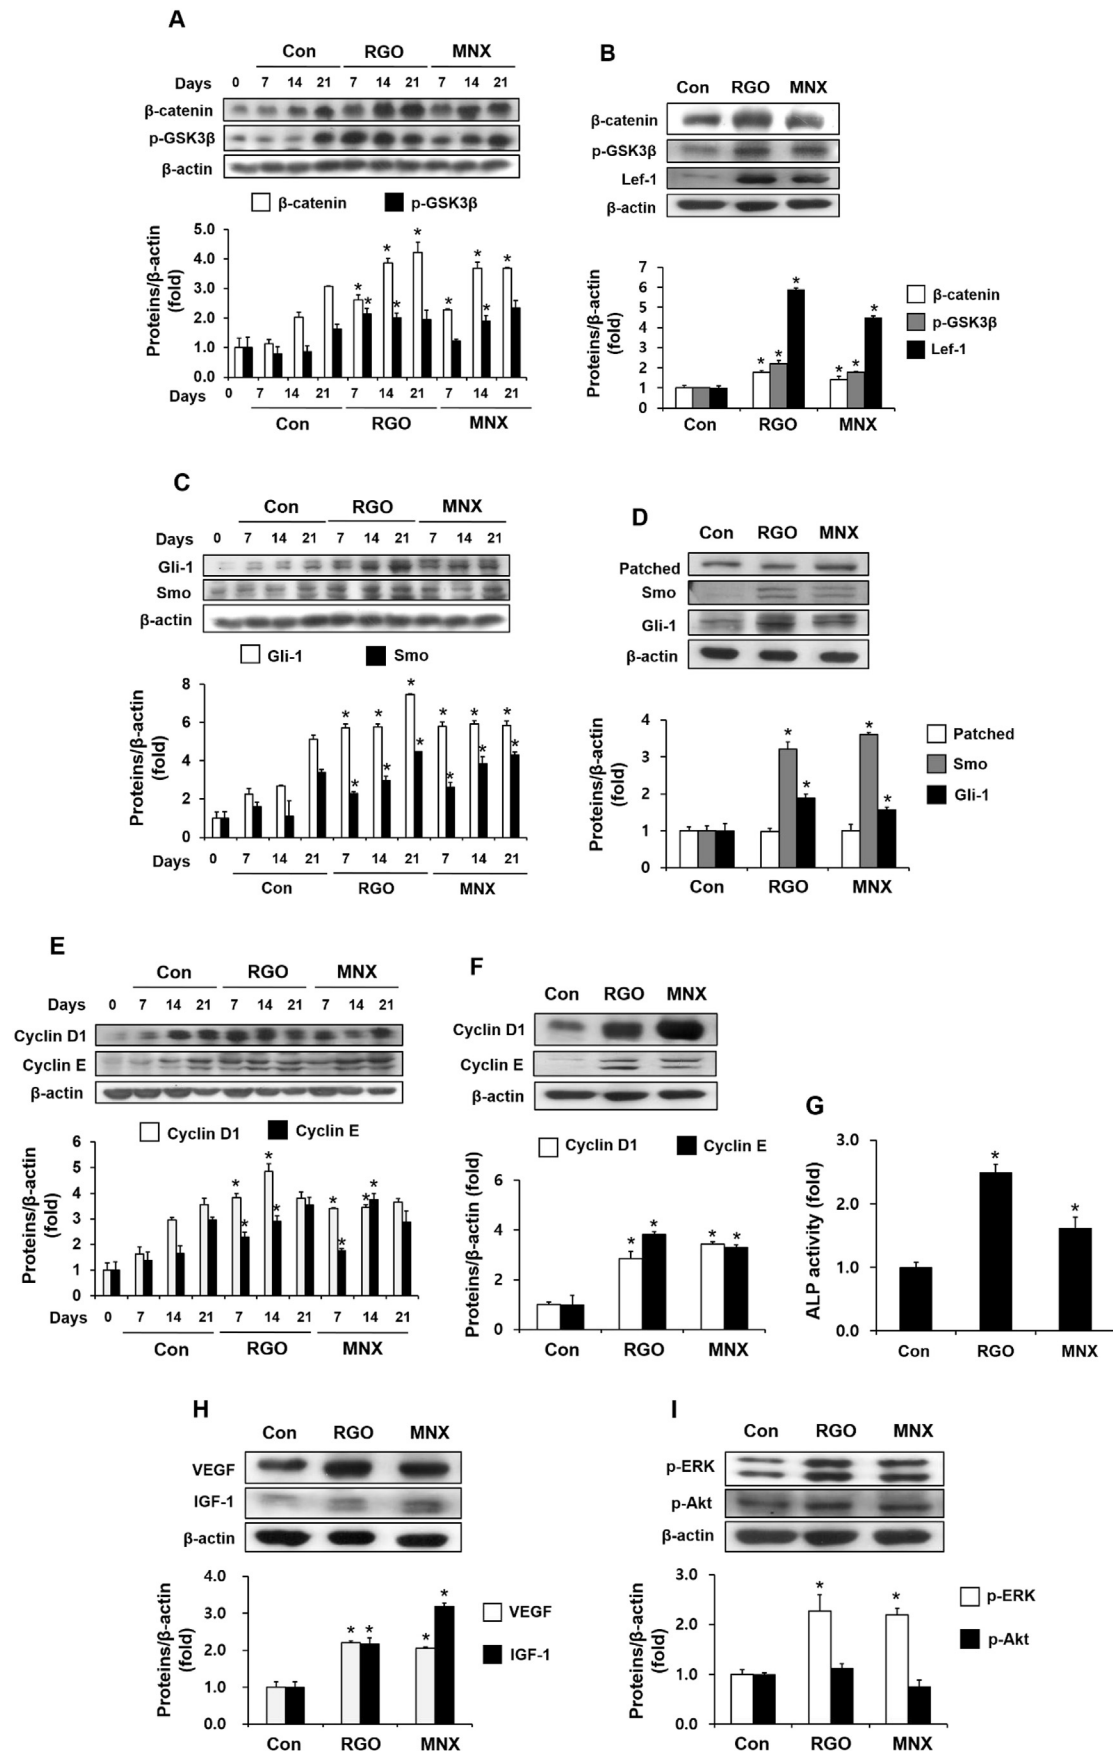 A
Con RGO MNX
Days 0 7 14 21 7 14 21 7 14 21
β-catenin
p-GSK3β
β-actin
β-catenin p-GSK3β
Proteins/β-actin
(fold)
5.0
4.0
3.0
2.0
1.0
0.0
* * * * * * * * *
Days 0 7 14 21 7 14 21 7 14 21
Con RGO MNX
B
Con RGO MNX
β-catenin
p-GSK3β
Lef-1
β-actin
Proteins/β-actin
(fold)
7
6
5
4
3
2
1
0
* * * * * *
Con RGO MNX
β-catenin
p-GSK3β
Lef-1
C
Con RGO MNX
Days 0 7 14 21 7 14 21 7 14 21
Gli-1
Smo
β-actin
Gli-1 Smo
Proteins/β-actin
(fold)
8
6
4
2
0
* * * * * * * * * * * *
Days 0 7 14 21 7 14 21 7 14 21
Con RGO MNX
D
Con RGO MNX
Patched
Smo
Gli-1
β-actin
Proteins/β-actin
(fold)
4
3
2
1
0
* * * *
Con RGO MNX
Patched
Smo
Gli-1
E
Con RGO MNX
Days 0 7 14 21 7 14 21 7 14 21
Cyclin D1
Cyclin E
β-actin
Cyclin D1 Cyclin E
Proteins/β-actin
(fold)
6
5
4
3
2
1
0
* * * * * * * *
Days 0 7 14 21 7 14 21 7 14 21
Con RGO MNX
F
Con RGO MNX
Cyclin D1
Cyclin E
β-actin
Cyclin D1 Cyclin E
Proteins/β-actin (fold)
6
4
2
0
* * * *
Con RGO MNX
G
ALP activity (fold)
3.0
2.0
1.0
0.0
* *
Con RGO MNX
H
Con RGO MNX
VEGF
IGF-1
β-actin
Proteins/β-actin
(fold)
4.0
3.0
2.0
1.0
0.0
* * * *
Con RGO MNX
VEGF
IGF-1
I
Con RGO MNX
p-ERK
p-Akt
β-actin
Proteins/β-actin
(fold)
3.0
2.0
1.0
0.0
* *
Con RGO MNX
p-ERK
p-Akt